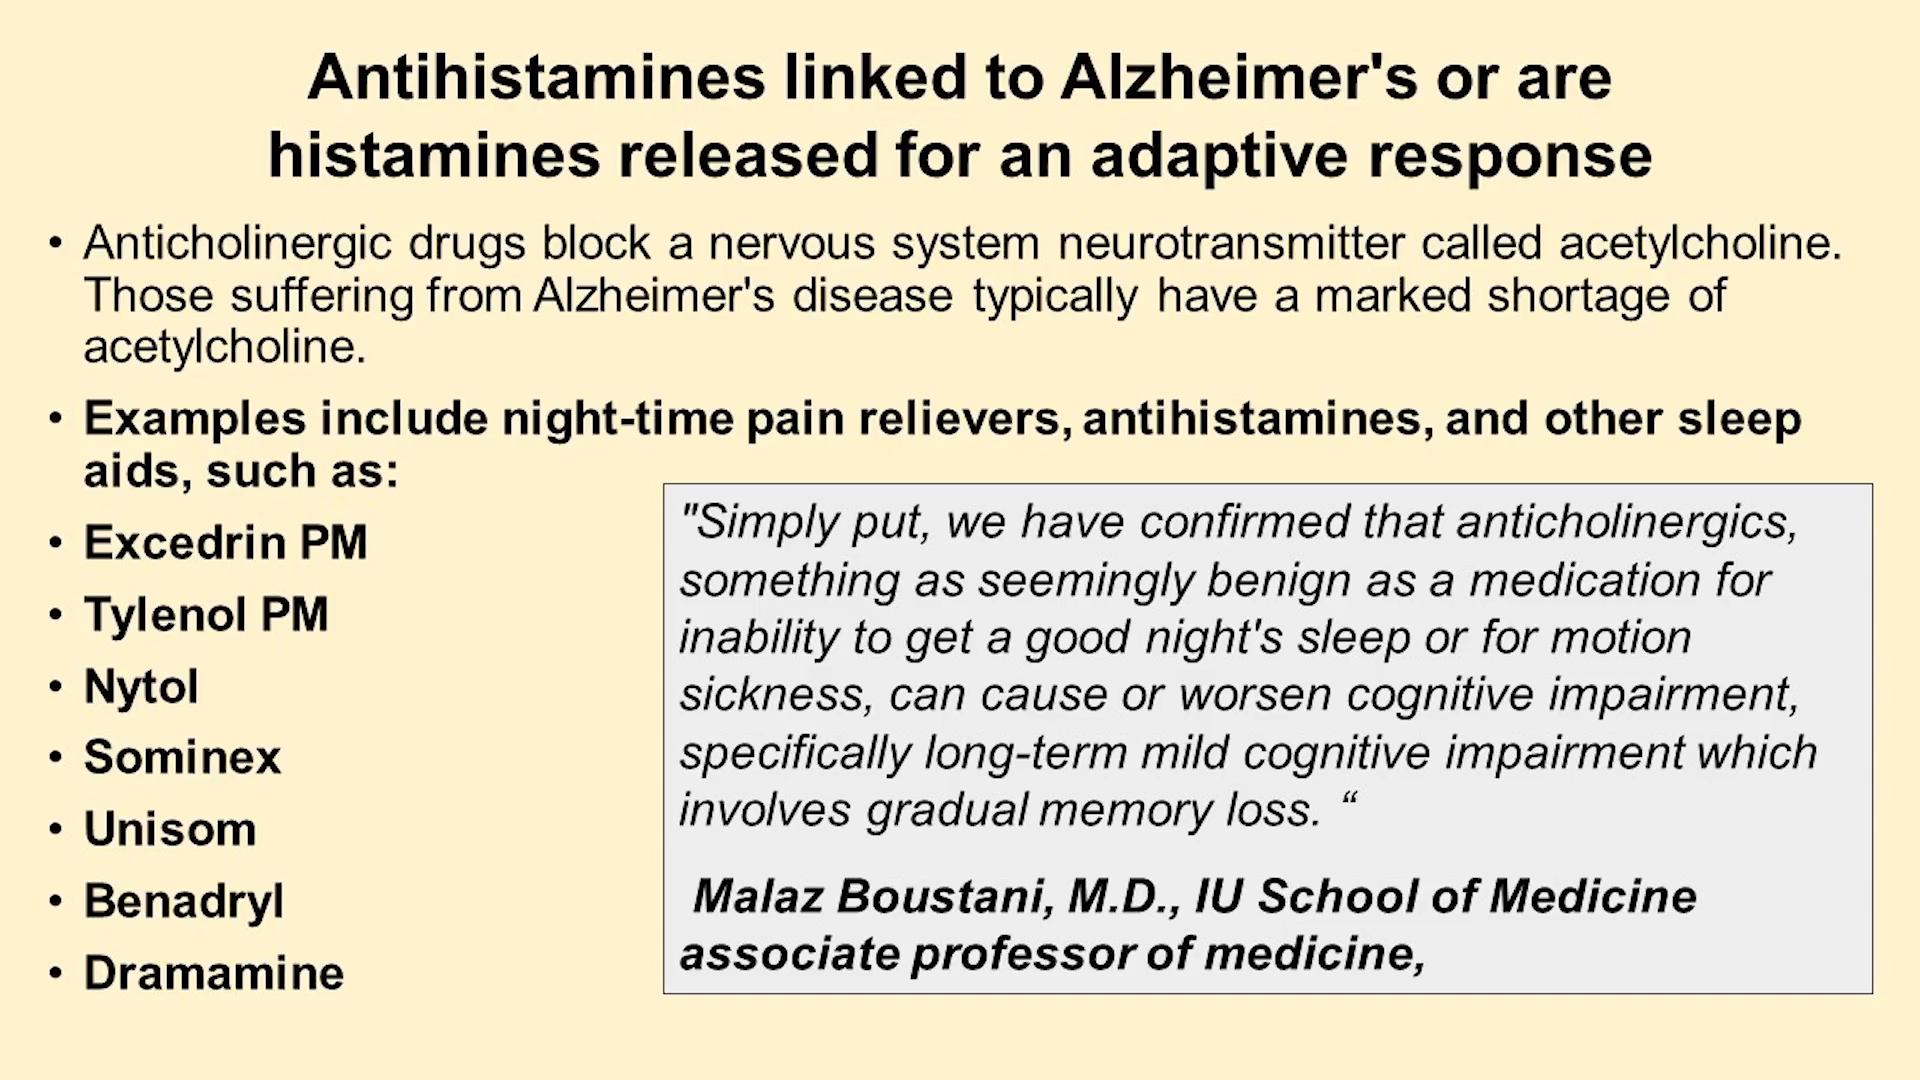 Antihistamines linked to Alzheimer's or are
histamines released for an adaptive response
• Anticholinergic drugs block a nervous system neurotransmitter called acetylcholine.
Those suffering from Alzheimer's disease typically have a marked shortage of
acetylcholine.
• Examples include night-time pain relievers, antihistamines, and other sleep
aids, such as:
• Excedrin PM
• Tylenol PM
• Nytol
• Sominex
• Unisom
• Benadryl
• Dramamine
"Simply put, we have confirmed that anticholinergics,
something as seemingly benign as a medication for
inability to get a good night's sleep or for motion
sickness, can cause or worsen cognitive impairment,
specifically long-term mild cognitive impairment which
involves gradual memory loss. “
Malaz Boustani, M.D., IU School of Medicine
associate professor of medicine,